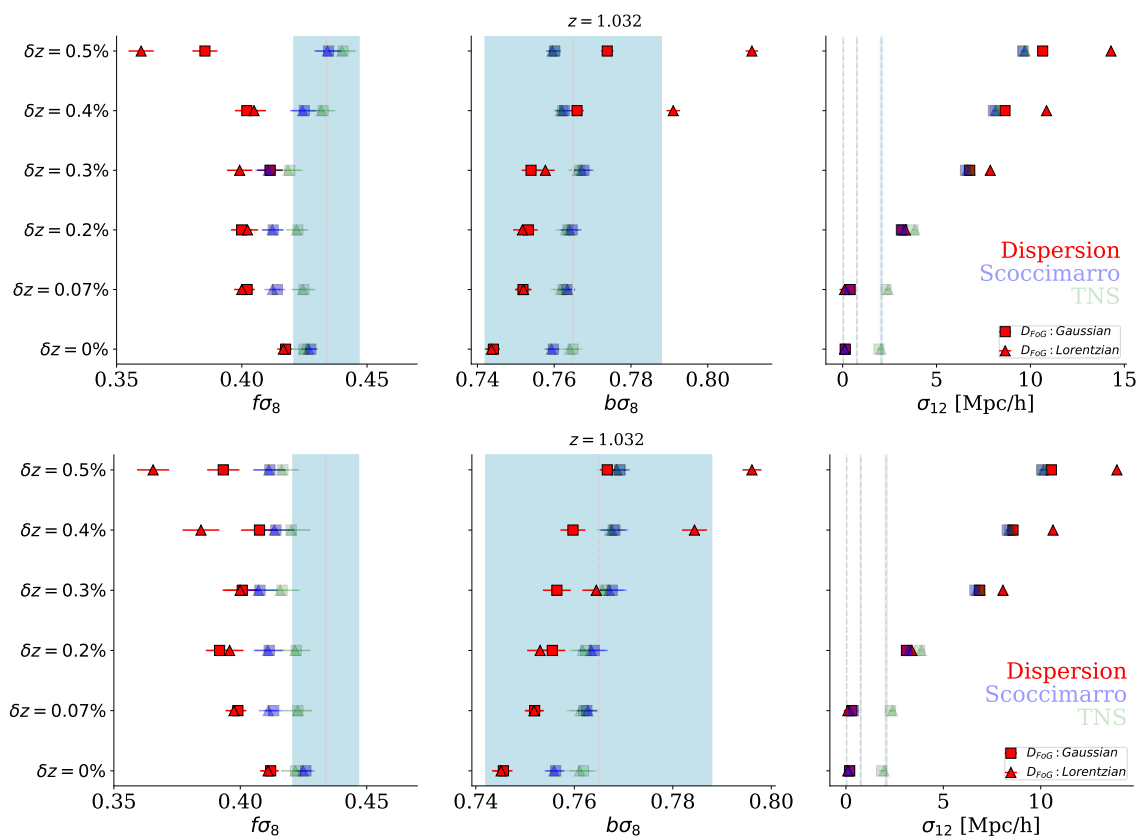 z = 1.032
δz = 0.5%
δz = 0.4%
δz = 0.3%
δz = 0.2%
δz = 0.07%
δz = 0%
0.35 0.40 0.45
fσ8
0.74 0.76 0.78 0.80
bσ8
Dispersion
Scoccimarro
TNS
D_FoG : Gaussian
D_FoG : Lorentzian
0 5 10 15
σ12 [Mpc/h]
z = 1.032
δz = 0.5%
δz = 0.4%
δz = 0.3%
δz = 0.2%
δz = 0.07%
δz = 0%
0.35 0.40 0.45
fσ8
0.74 0.76 0.78 0.80
bσ8
Dispersion
Scoccimarro
TNS
D_FoG : Gaussian
D_FoG : Lorentzian
0 5 10
σ12 [Mpc/h]